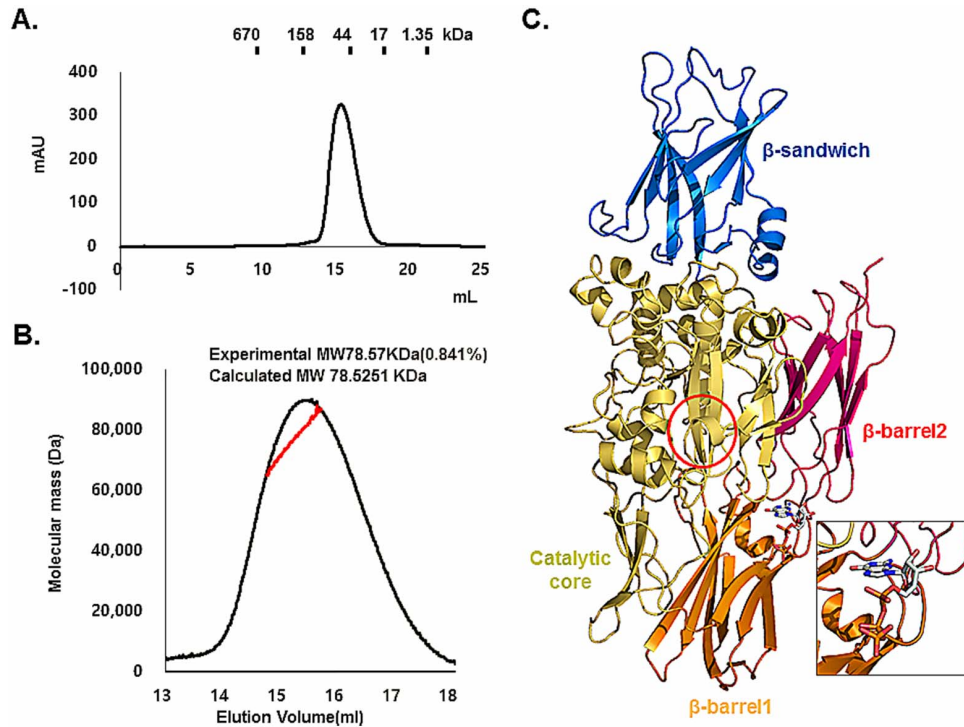 A.
670 158 44 17 1.35 kDa
400
300
200
100
0
-100
mAU
0 5 10 15 20 25
mL
B.
Experimental MW78.57KDa(0.841%)
Calculated MW 78.5251 KDa
100,000
80,000
60,000
40,000
20,000
0
Molecular mass (Da)
13 14 15 16 17 18
Elution Volume(ml)
C.
β-sandwich
β-barrel2
Catalytic
core
β-barrel1